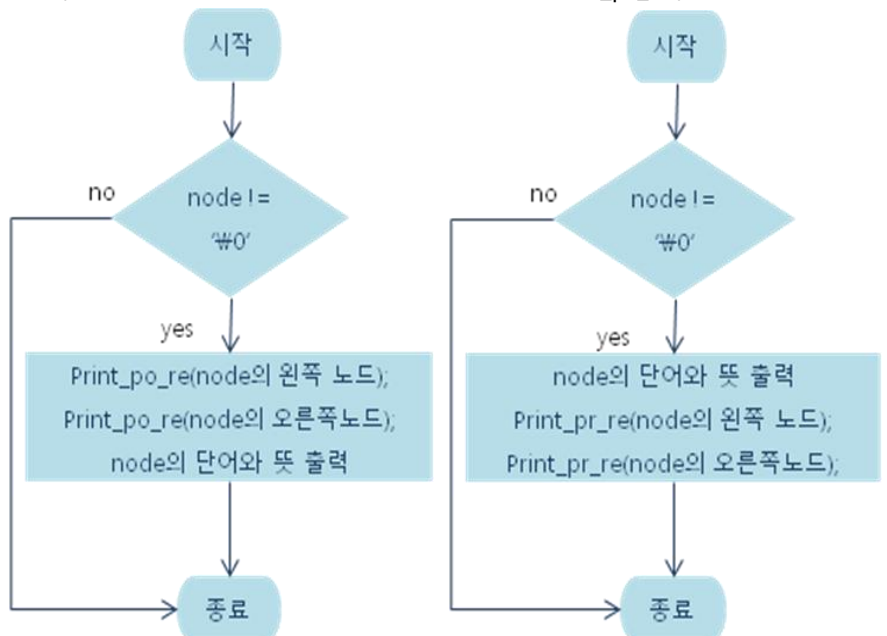 시작
node !=
'₩0'
no
yes
Print_po_re(node의 왼쪽 노드);
Print_po_re(node의 오른쪽노드);
node의 단어와 뜻 출력
종료
시작
node !=
'₩0'
no
yes
node의 단어와 뜻 출력
Print_pr_re(node의 왼쪽 노드);
Print_pr_re(node의 오른쪽노드);
종료